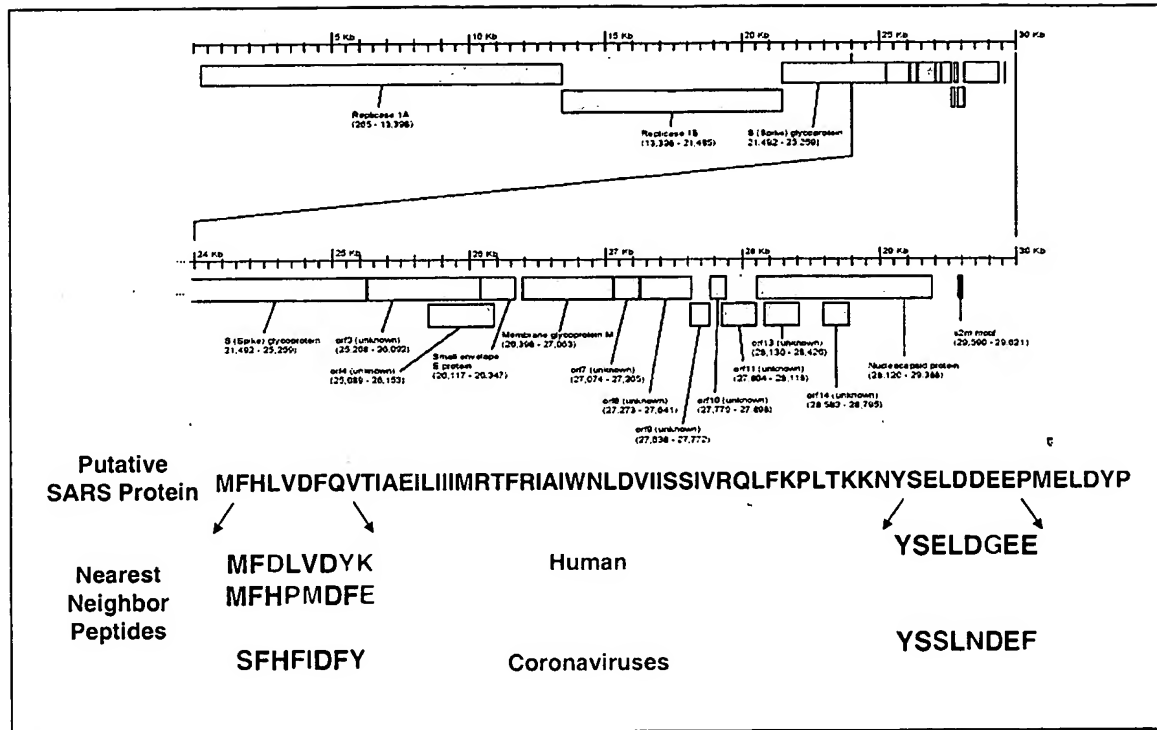 5 Kb 10 Kb 15 Kb 20 Kb 25 Kb 30 Kb
Replicase 1A
(265 - 13,398)
Replicase 1B
(13,398 - 21,485)
S (Spike) glycoprotein
21,492 - 25,259)
24 Kb 25 Kb 26 Kb 27 Kb 28 Kb 29 Kb 30 Kb
S (Spike) glycoprotein
21,492 - 25,259)
orf3 (unknown)
(25,268 - 26,092)
orf4 (unknown)
(25,689 - 26,153)
Small envelope
E protein
(26,117 - 26,347)
Membrane glycoprotein M
(26,398 - 27,063)
orf7 (unknown)
(27,074 - 27,265)
orf8 (unknown)
(27,273 - 27,641)
orf9 (unknown)
(27,638 - 27,772)
orf10 (unknown)
(27,779 - 27,898)
orf11 (unknown)
(27,864 - 28,118)
orf13 (unknown)
(28,130 - 28,426)
orf14 (unknown)
(28,583 - 28,795)
Nucleocapsid protein
(28,120 - 29,388)
s2m motif
(29,590 - 29,621)
Putative
SARS Protein
MFHLVDFQVTIAEILIIIMRTFRIAIWNLDVIISSIVRQLFKPLTKKNYSELDDEEPMELDYP
Nearest
Neighbor
Peptides
MFDLVDYK
MFHPMDFE
Human
YSELDGEE
SFHFIDFY
Coronaviruses
YSSLNDEF